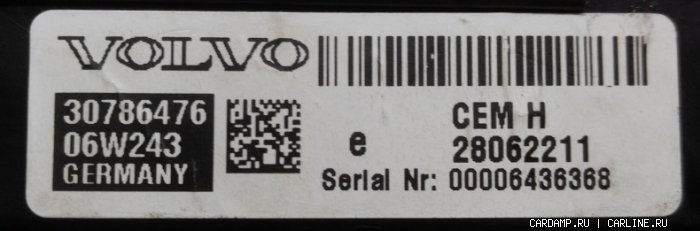 VOLVO
30786476
06W243
GERMANY
e
CEM H
28062211
Serial Nr: 00006436368
CARDAMP.RU | CARLINE.RU